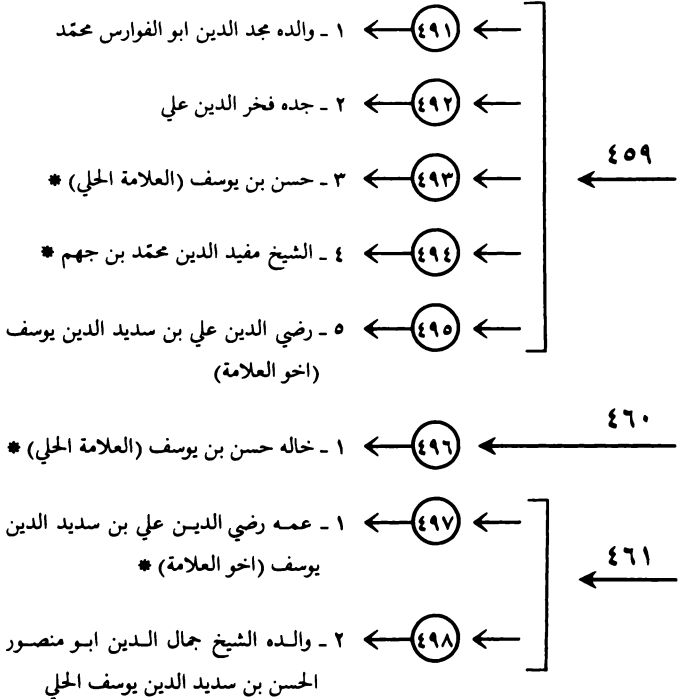 ٤٥٩
٤٩١ ١ ـ والده مجد الدين ابو الفوارس محمّد
٤٩٢ ٢ ـ جده فخر الدين علي
٤٩٣ ٣ ـ حسن بن يوسف (العلامة الحلي) *
٤٩٤ ٤ ـ الشيخ مفيد الدين محمّد بن جهم *
٤٩٥ ٥ ـ رضي الدين علي بن سديد الدين يوسف
(اخو العلامة)
٤٦٠
٤٩٦ ١ ـ خاله حسن بن يوسف (العلامة الحلي) *
٤٦١
٤٩٧ ١ ـ عمه رضي الدين علي بن سديد الدين
يوسف (اخو العلامة) *
٤٩٨ ٢ ـ والده الشيخ جمال الدين ابو منصور
الحسن بن سديد الدين يوسف الحلي